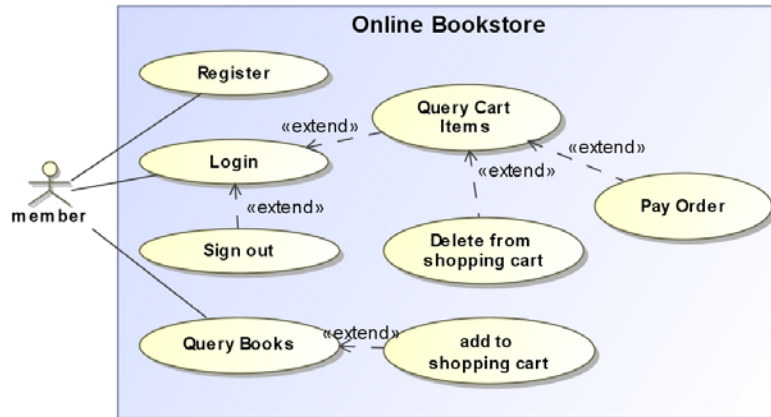 Online Bookstore
Register
Query Cart
Items
«extend»
«extend»
«extend»
Login
member
«extend»
Pay Order
Sign out
Delete from
shopping cart
Query Books
«extend»
add to
shopping cart